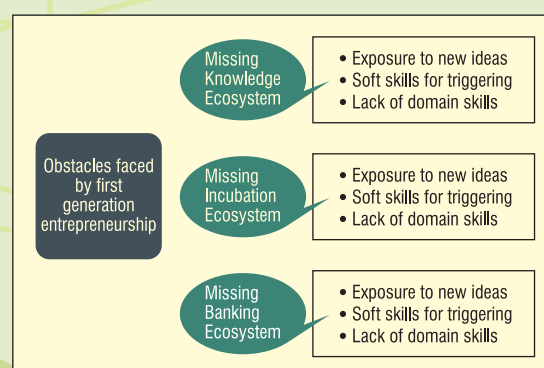 Obstacles faced
by first
generation
entrepreneurship
Missing
Knowledge
Ecosystem
• Exposure to new ideas
• Soft skills for triggering
• Lack of domain skills
Missing
Incubation
Ecosystem
• Exposure to new ideas
• Soft skills for triggering
• Lack of domain skills
Missing
Banking
Ecosystem
• Exposure to new ideas
• Soft skills for triggering
• Lack of domain skills